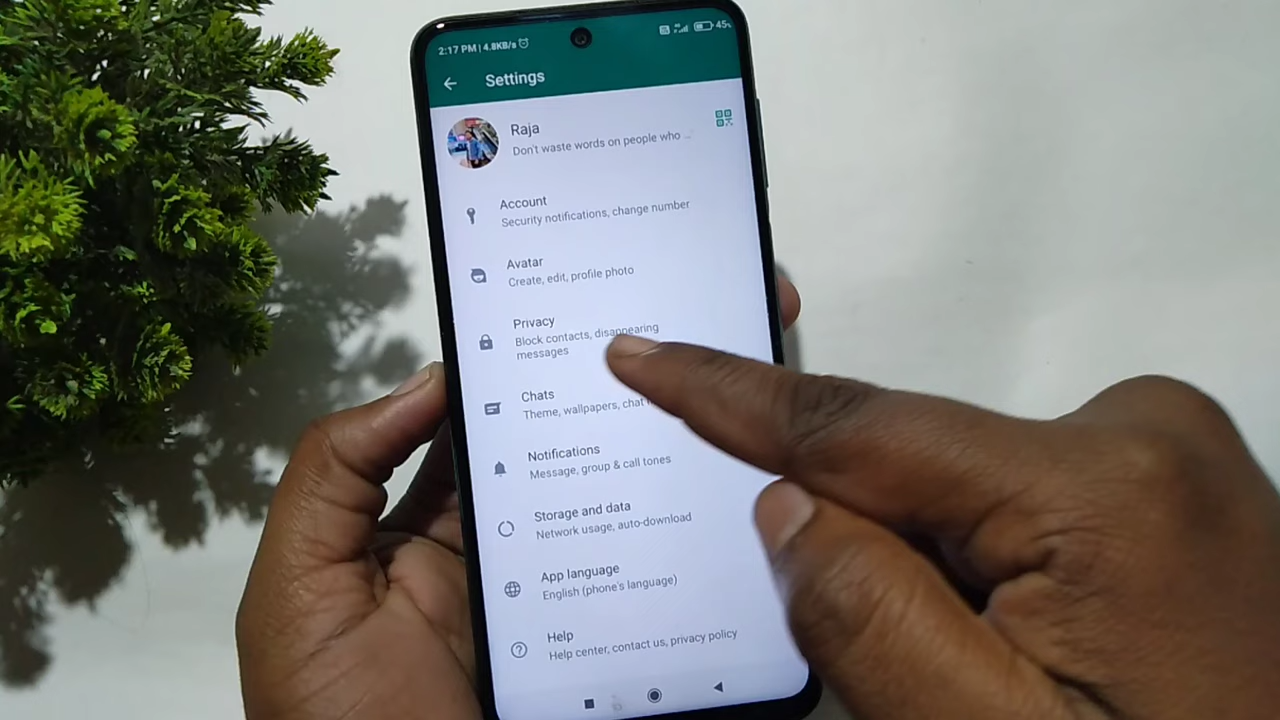 2:17 PM | 4.8KB/s
45%
Settings
Raja
Don't waste words on people who ...
Account
Security notifications, change number
Avatar
Create, edit, profile photo
Privacy
Block contacts, disappearing
messages
Chats
Theme, wallpapers, chat
Notifications
Message, group & call tones
Storage and data
Network usage, auto-download
App language
English (phone's language)
Help
Help center, contact us, privacy policy